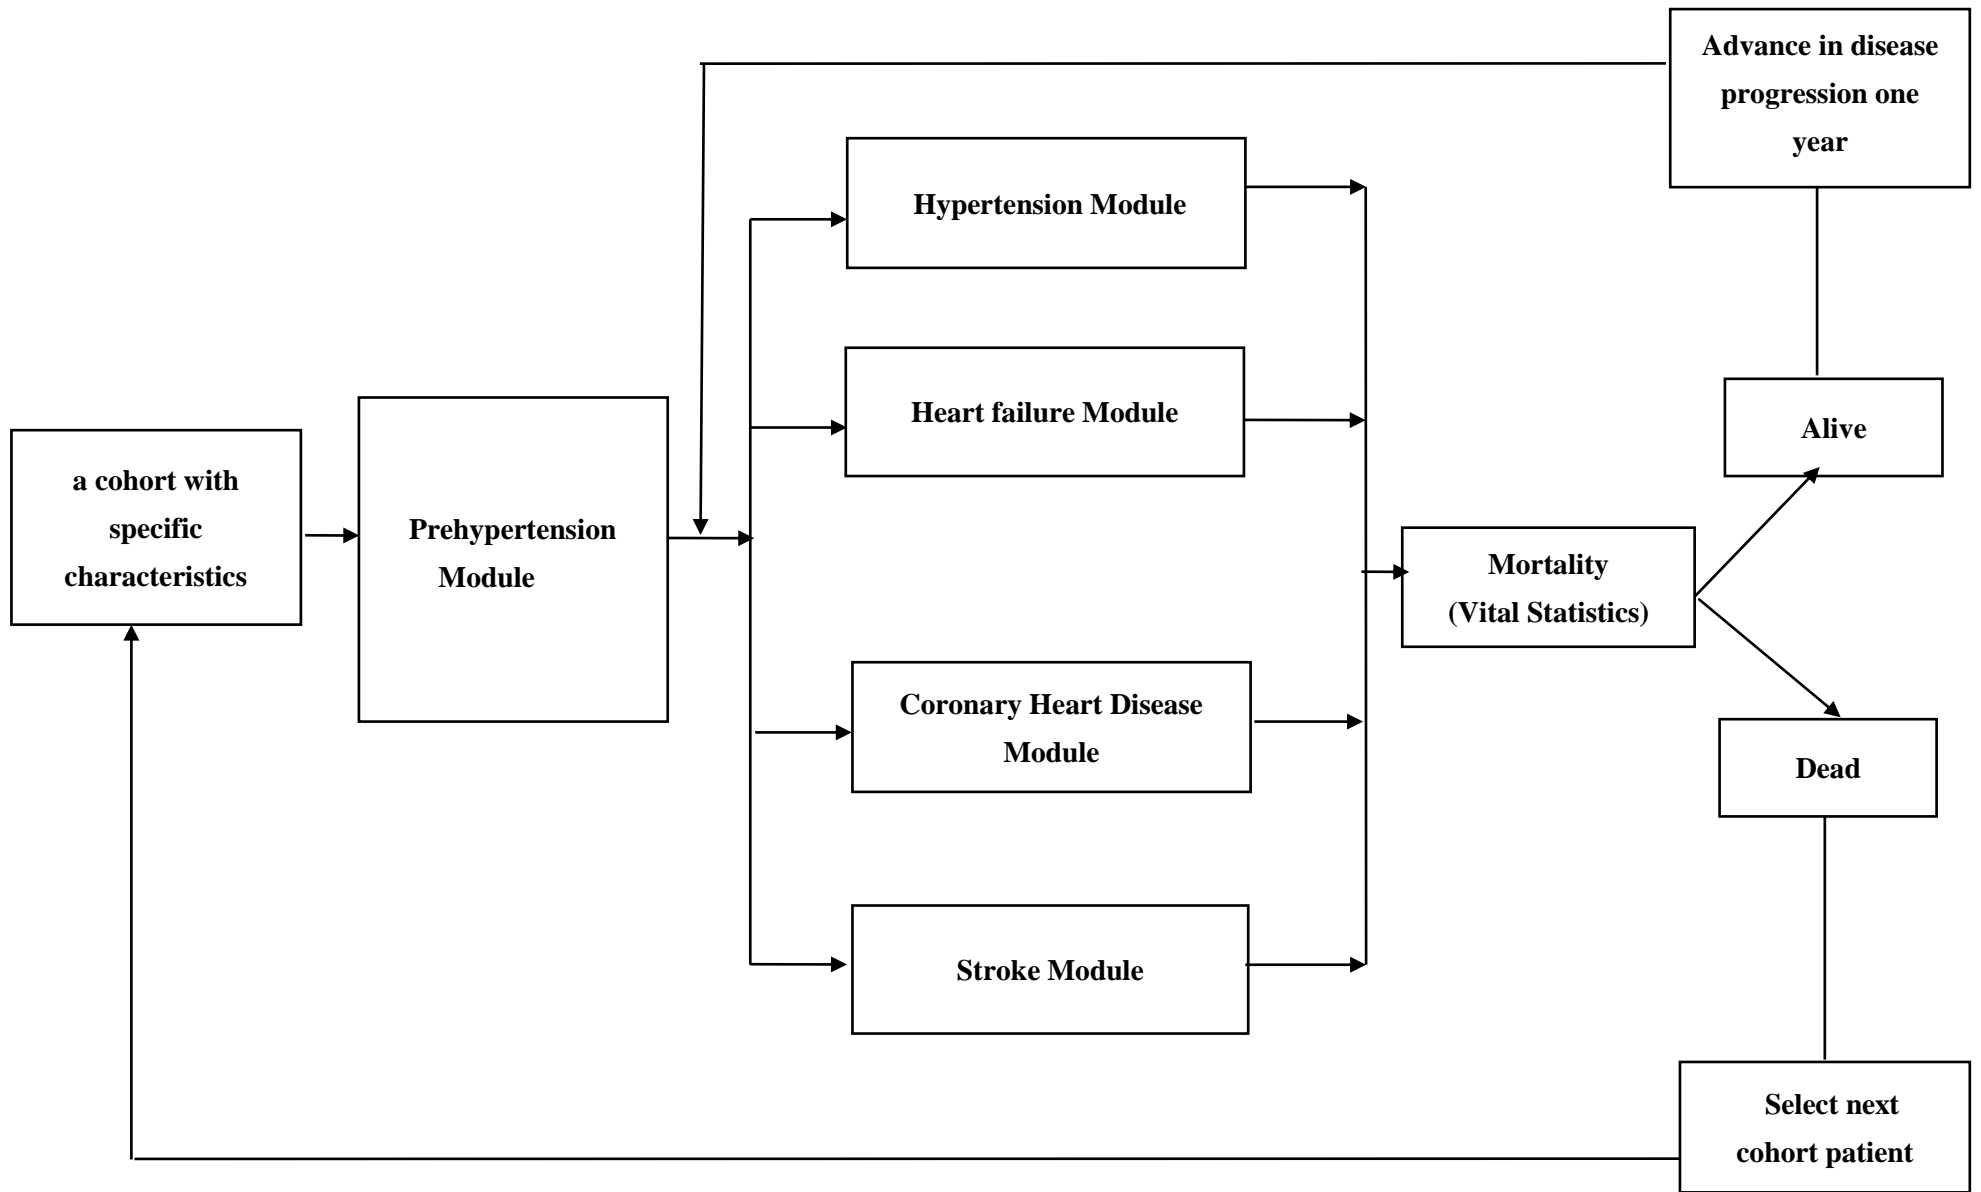 Advance in disease
progression one
year
Hypertension Module
Heart failure Module
Alive
a cohort with
specific
characteristics
Prehypertension
Module
Mortality
(Vital Statistics)
Coronary Heart Disease
Module
Dead
Stroke Module
Select next
cohort patient